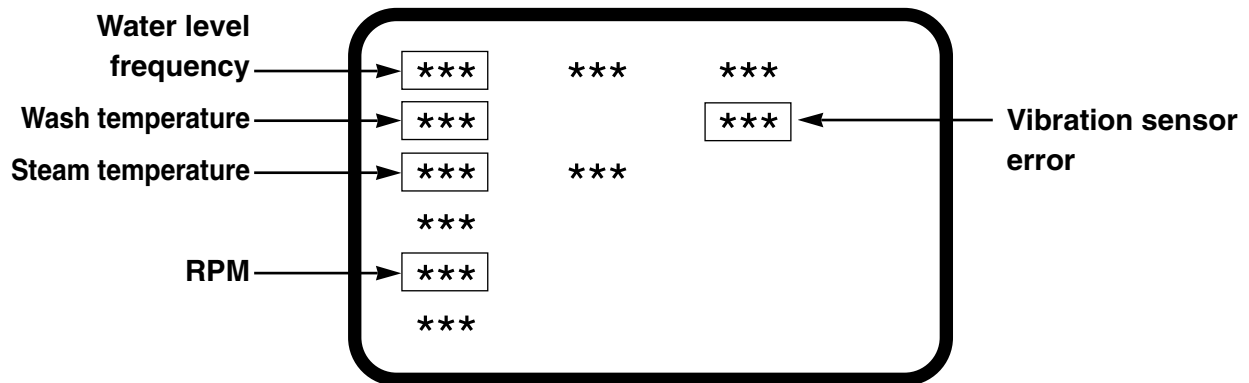 Water level
frequency
*** *** ***
Wash temperature
*** ***
Vibration sensor
error
Steam temperature
*** ***
***
RPM
***
***